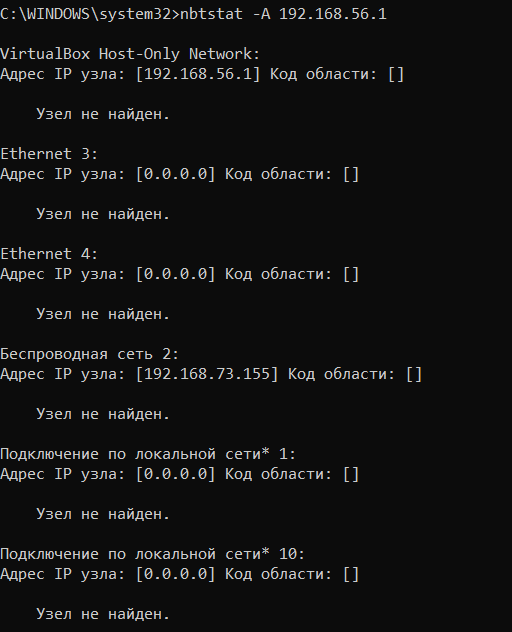 C:\WINDOWS\system32>nbtstat -A 192.168.56.1
VirtualBox Host-Only Network:
Адрес IP узла: [192.168.56.1] Код области: []
Узел не найден.
Ethernet 3:
Адрес IP узла: [0.0.0.0] Код области: []
Узел не найден.
Ethernet 4:
Адрес IP узла: [0.0.0.0] Код области: []
Узел не найден.
Беспроводная сеть 2:
Адрес IP узла: [192.168.73.155] Код области: []
Узел не найден.
Подключение по локальной сети* 1:
Адрес IP узла: [0.0.0.0] Код области: []
Узел не найден.
Подключение по локальной сети* 10:
Адрес IP узла: [0.0.0.0] Код области: []
Узел не найден.